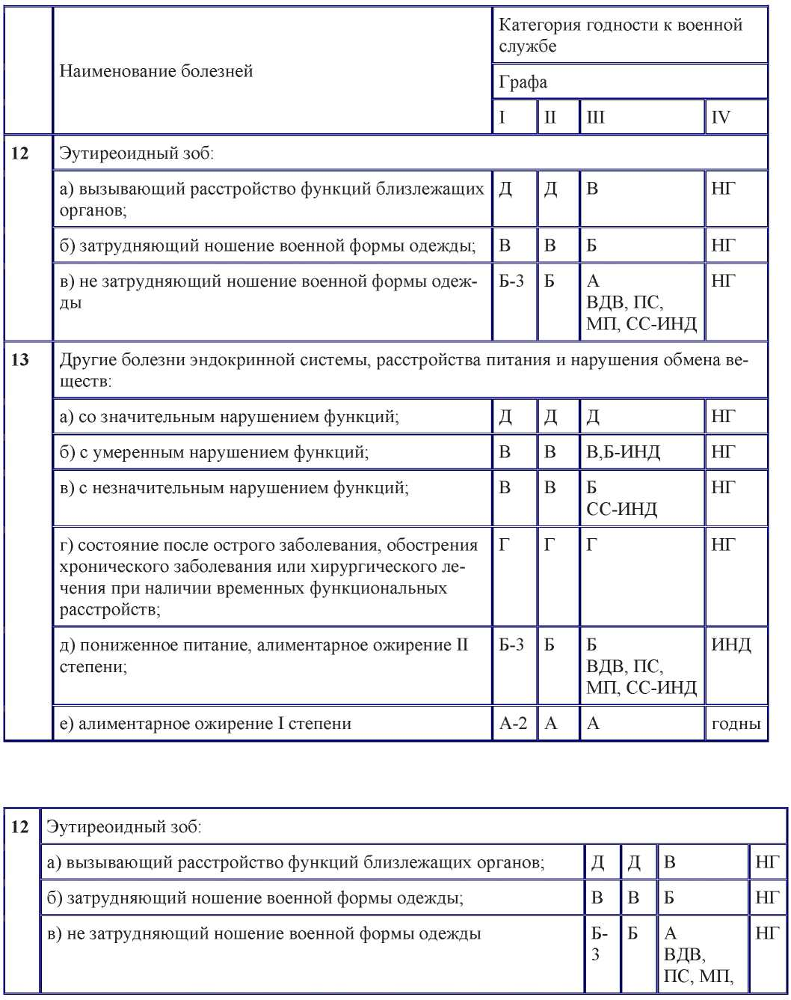 Наименование болезней
Категория годности к военной
службе
Графа
I II III IV
12 Эутиреоидный зоб:
а) вызывающий расстройство функций близлежащих Д Д В НГ
органов;
б) затрудняющий ношение военной формы одежды; В В Б НГ
в) не затрудняющий ношение военной формы одеж- Б-3 Б А НГ
ды ВДВ, ПС,
МП, СС-ИНД
13 Другие болезни эндокринной системы, расстройства питания и нарушения обмена ве-
ществ:
а) со значительным нарушением функций; Д Д Д НГ
б) с умеренным нарушением функций; В В В,Б-ИНД НГ
в) с незначительным нарушением функций; В В Б НГ
СС-ИНД
г) состояние после острого заболевания, обострения Г Г Г НГ
хронического заболевания или хирургического ле-
чения при наличии временных функциональных
расстройств;
д) пониженное питание, алиментарное ожирение II Б-3 Б Б ИНД
степени; ВДВ, ПС,
МП, СС-ИНД
е) алиментарное ожирение I степени А-2 А А годны
12 Эутиреоидный зоб:
а) вызывающий расстройство функций близлежащих органов; Д Д В НГ
б) затрудняющий ношение военной формы одежды; В В Б НГ
в) не затрудняющий ношение военной формы одежды Б- Б А НГ
3 ВДВ,
ПС, МП,